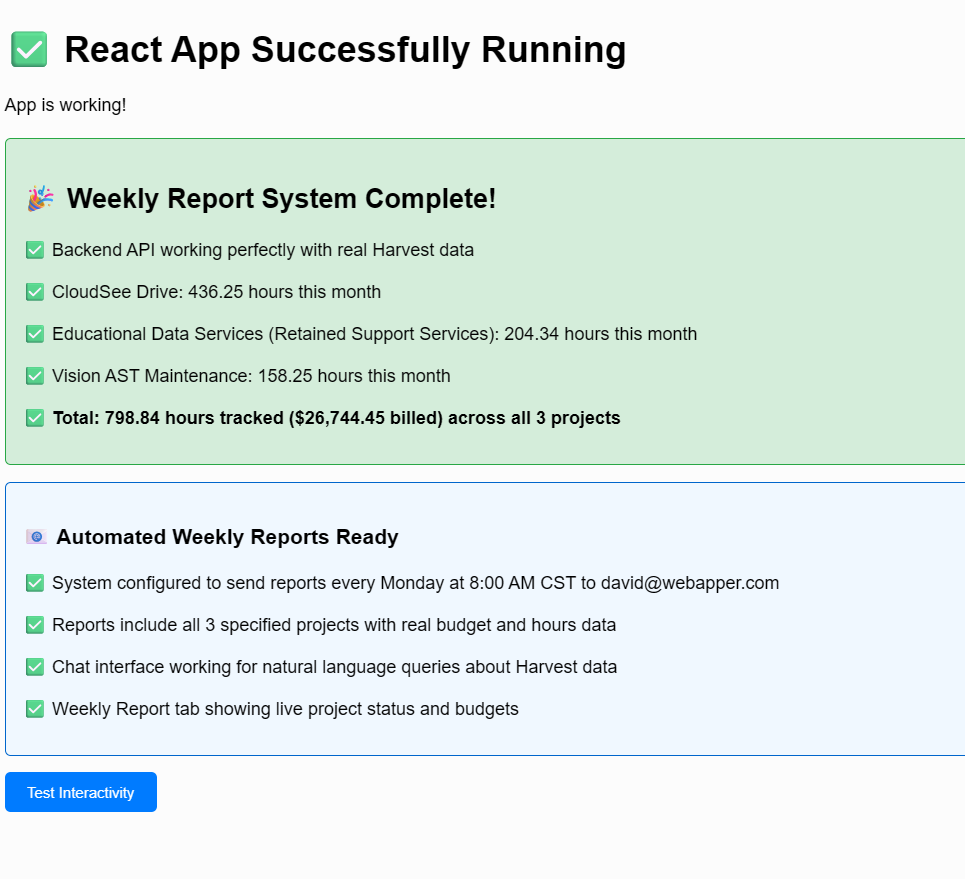 ✅ React App Successfully Running
App is working!
🎉 Weekly Report System Complete!
✅ Backend API working perfectly with real Harvest data
✅ CloudSee Drive: 436.25 hours this month
✅ Educational Data Services (Retained Support Services): 204.34 hours this month
✅ Vision AST Maintenance: 158.25 hours this month
✅ Total: 798.84 hours tracked ($26,744.45 billed) across all 3 projects
📧 Automated Weekly Reports Ready
✅ System configured to send reports every Monday at 8:00 AM CST to david@webapper.com
✅ Reports include all 3 specified projects with real budget and hours data
✅ Chat interface working for natural language queries about Harvest data
✅ Weekly Report tab showing live project status and budgets
Test Interactivity